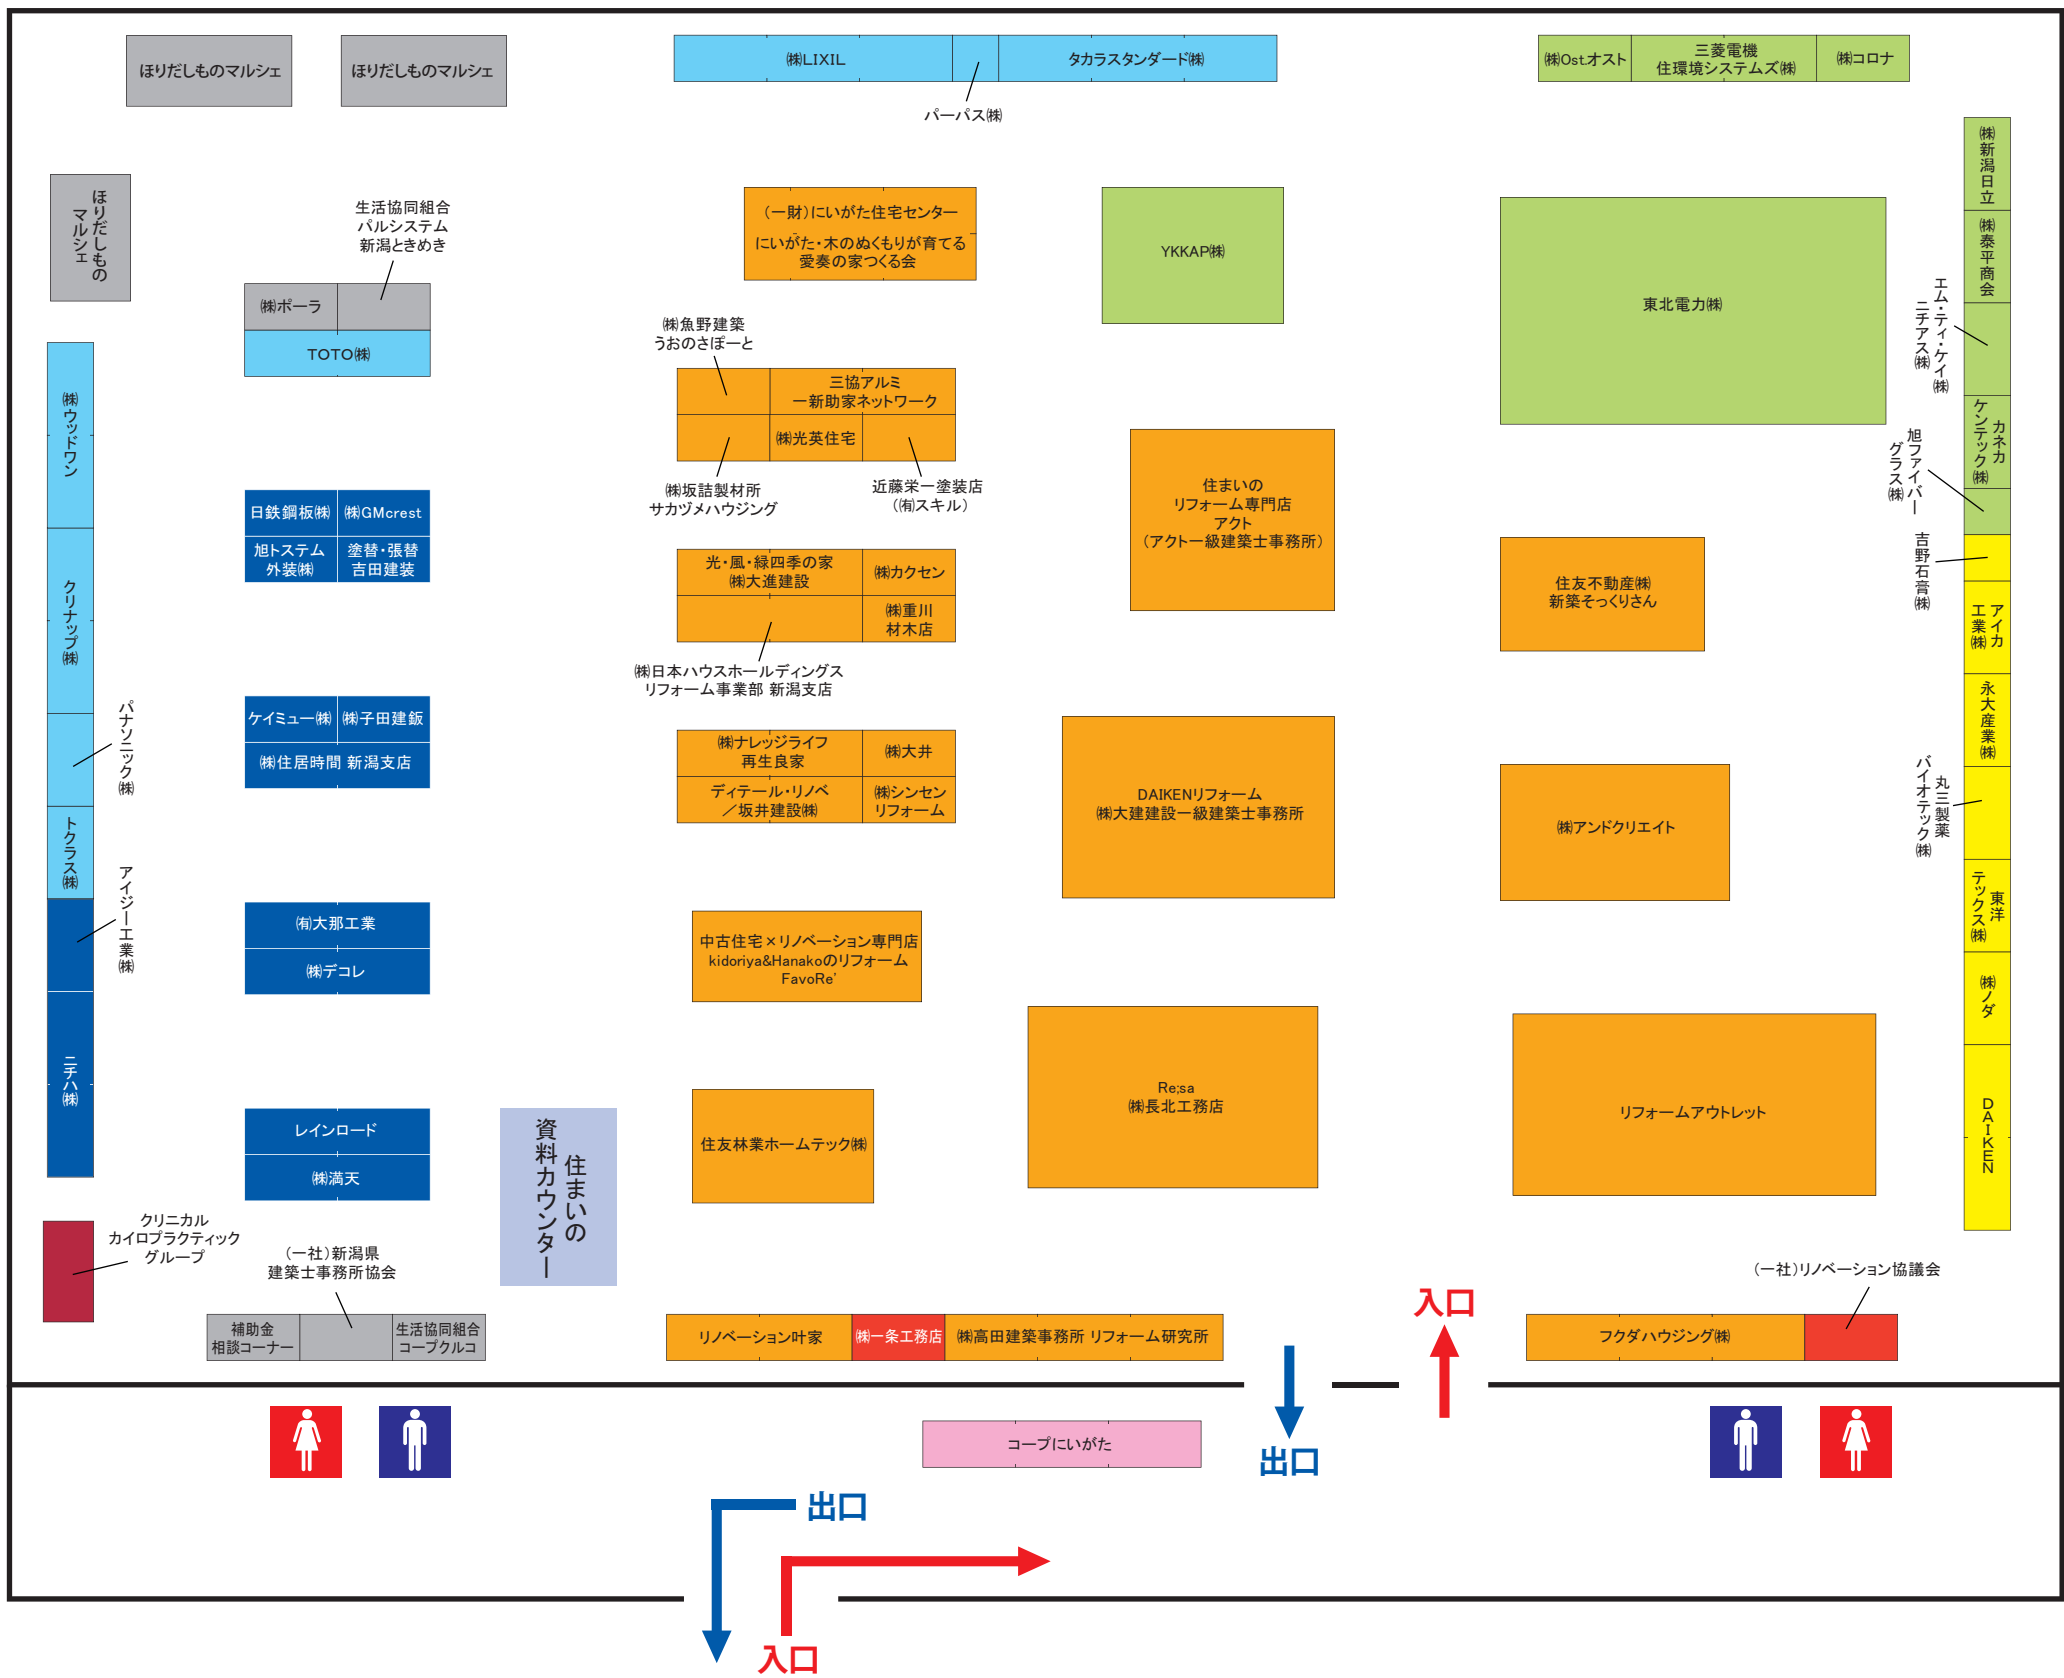 ほりだしものマルシェ
ほりだしものマルシェ
㈱LIXIL
タカラスタンダード㈱
パーパス㈱
㈱Ost.オスト
三菱電機
住環境システムズ㈱
㈱コロナ
ほりだしもの
マルシェ
生活協同組合
パルシステム
新潟ときめき
㈱ポーラ
TOTO㈱
(一財)にいがた住宅センター
にいがた・木のぬくもりが育てる
愛奏の家つくる会
YKKAP㈱
東北電力㈱
㈱新潟日立
㈱泰平商会
エム・ティ・ケイ㈱
ニチアス㈱
カネカ
ケンテック㈱
旭ファイバー
グラス㈱
吉野石膏㈱
アイカ
工業㈱
永大産業㈱
丸三製薬
バイオテック㈱
東洋
テックス㈱
㈱ノダ
DAIKEN
㈱ウッドワン
クリナップ㈱
パナソニック㈱
トクラス㈱
アイジー工業㈱
ニチハ㈱
日鉄鋼板㈱
㈱GMcrest
旭トステム
外装㈱
塗替・張替
吉田建装
ケイミュー㈱
㈱子田建鈑
㈱住居時間 新潟支店
㈲大那工業
㈱デコレ
レインロード
㈱満天
㈱魚野建築
うおのさぽーと
三協アルミ
一新助家ネットワーク
㈱光英住宅
㈱坂詰製材所
サカヅメハウジング
近藤栄一塗装店
(㈲スキル)
光・風・緑四季の家
㈱大進建設
㈱カクセン
㈱重川
材木店
㈱日本ハウスホールディングス
リフォーム事業部 新潟支店
㈱ナレッジライフ
再生良家
㈱大井
ディテール・リノベ
／坂井建設㈱
㈱シンセン
リフォーム
住まいの
リフォーム専門店
アクト
(アクト一級建築士事務所)
住友不動産㈱
新築そっくりさん
DAIKENリフォーム
㈱大建建設一級建築士事務所
㈱アンドクリエイト
中古住宅×リノベーション専門店
kidoriya&Hanakoのリフォーム
FavoRe'
Re;sa
㈱長北工務店
リフォームアウトレット
住友林業ホームテック㈱
住まいの
資料カウンター
クリニカル
カイロプラクティック
グループ
(一社)新潟県
建築士事務所協会
補助金
相談コーナー
生活協同組合
コープクルコ
リノベーション叶家
㈱一条工務店
㈱高田建築事務所 リフォーム研究所
入口
(一社)リノベーション協議会
フクダハウジング㈱
コープにいがた
出口
出口
入口